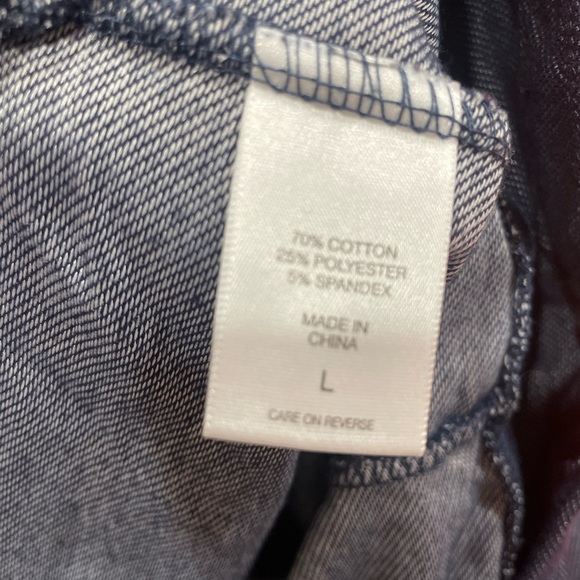 70% COTTON
25% POLYESTER
5% SPANDEX
MADE IN
CHINA
L
CARE ON REVERSE